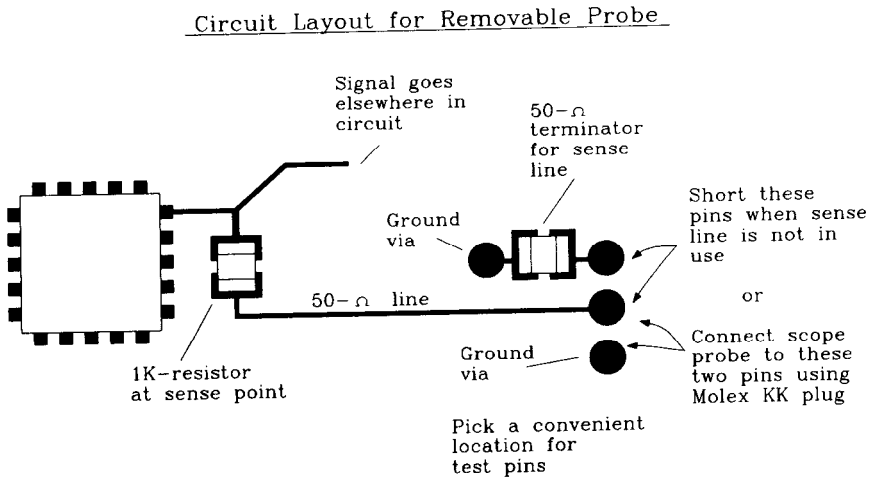 Circuit Layout for Removable Probe
Signal goes
elsewhere in
circuit
50-Ω
terminator
for sense
line
Ground
via
Short these
pins when sense
line is not in
use
or
50-Ω line
Connect scope
probe to these
two pins using
Molex KK plug
Ground
via
1K-resistor
at sense point
Pick a convenient
location for
test pins